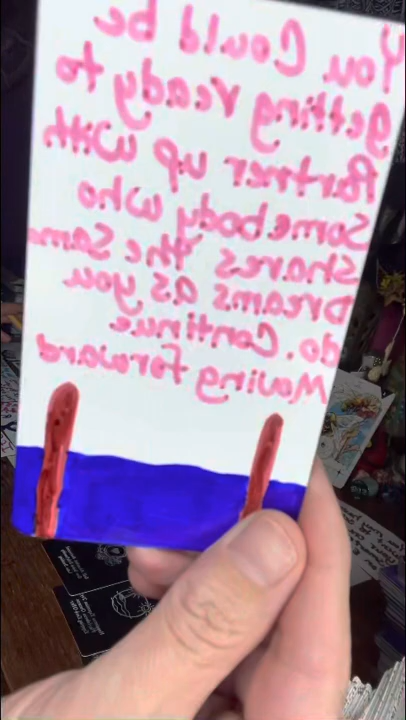 You Could be
getting ready to
Partner up with
Somebody who
shares the Same
Dreams as you
do. Continue
Moving forward